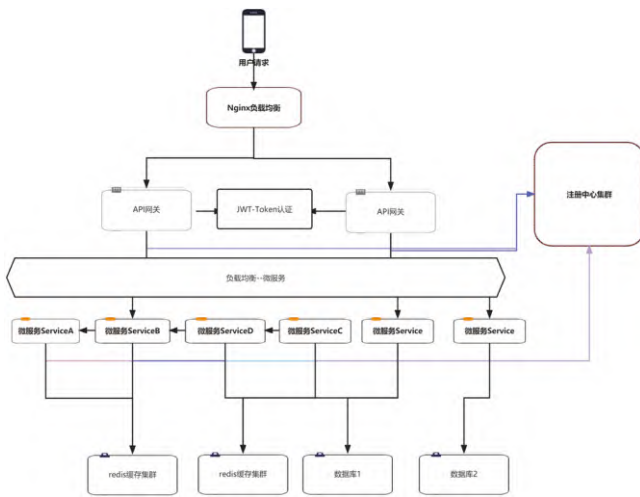 用户请求
Nginx负载均衡
注册中心集群
API网关
JWT-Token认证
API网关
负载均衡--微服务
微服务ServiceA
微服务ServiceB
微服务ServiceD
微服务ServiceC
微服务Service
微服务Service
redis缓存集群
redis缓存集群
数据库1
数据库2